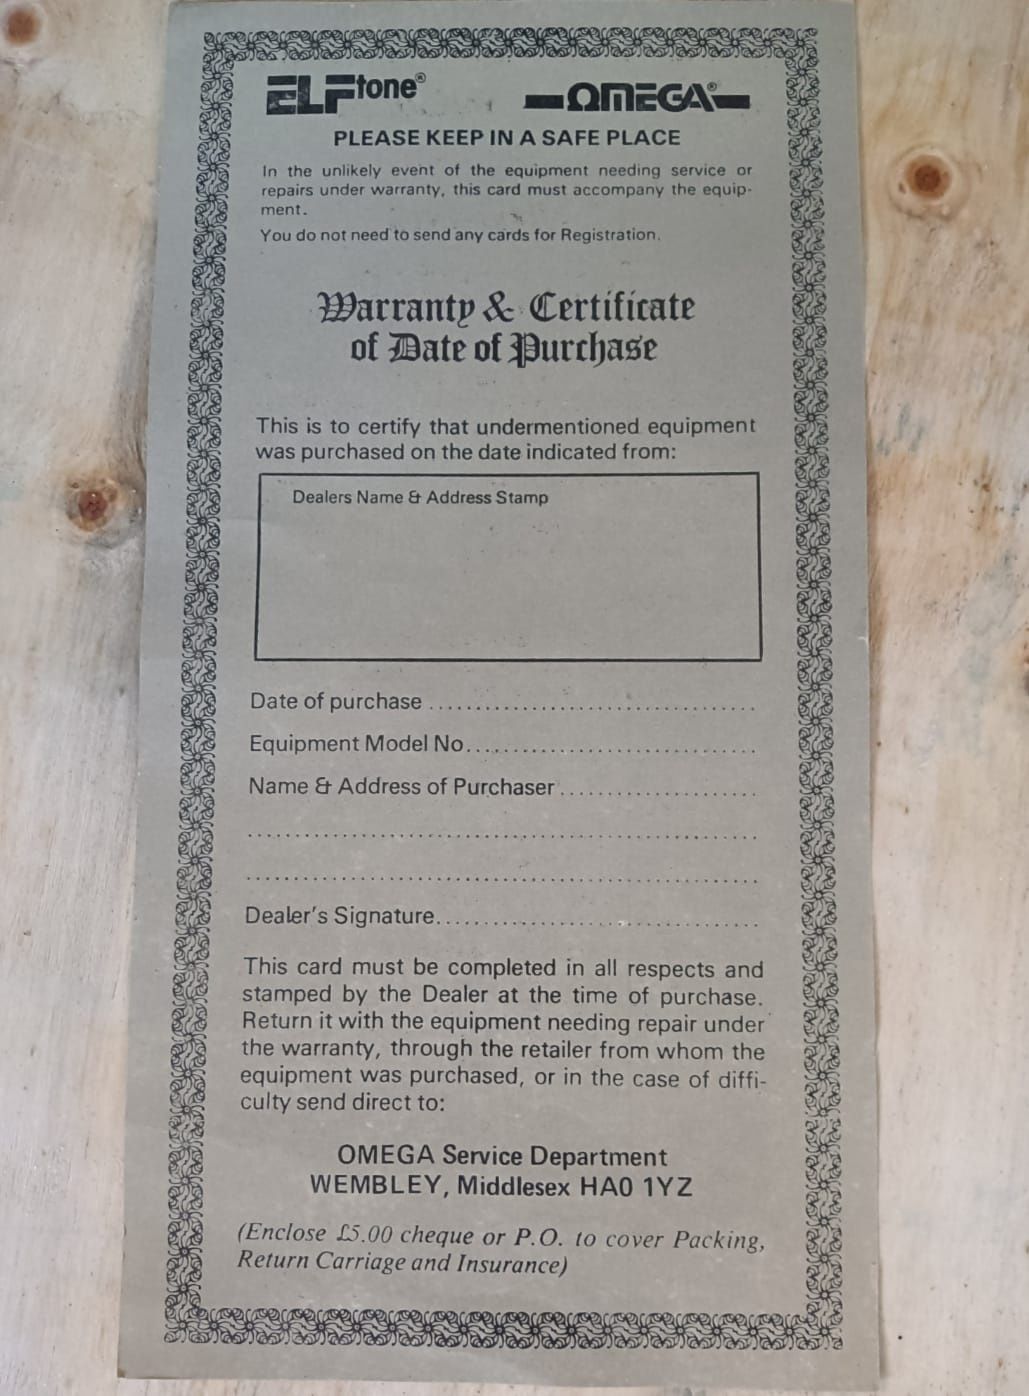 ELFtone® ΩMEGA®
PLEASE KEEP IN A SAFE PLACE
In the unlikely event of the equipment needing service or
repairs under warranty, this card must accompany the equip-
ment.
You do not need to send any cards for Registration.
Warranty & Certificate
of Date of Purchase
This is to certify that undermentioned equipment
was purchased on the date indicated from:
Dealers Name & Address Stamp
Date of purchase ....................................
Equipment Model No................................
Name & Address of Purchaser .....................
........................................................
........................................................
Dealer's Signature...................................
This card must be completed in all respects and
stamped by the Dealer at the time of purchase.
Return it with the equipment needing repair under
the warranty, through the retailer from whom the
equipment was purchased, or in the case of diffi-
culty send direct to:
OMEGA Service Department
WEMBLEY, Middlesex HA0 1YZ
(Enclose £5.00 cheque or P.O. to cover Packing,
Return Carriage and Insurance)